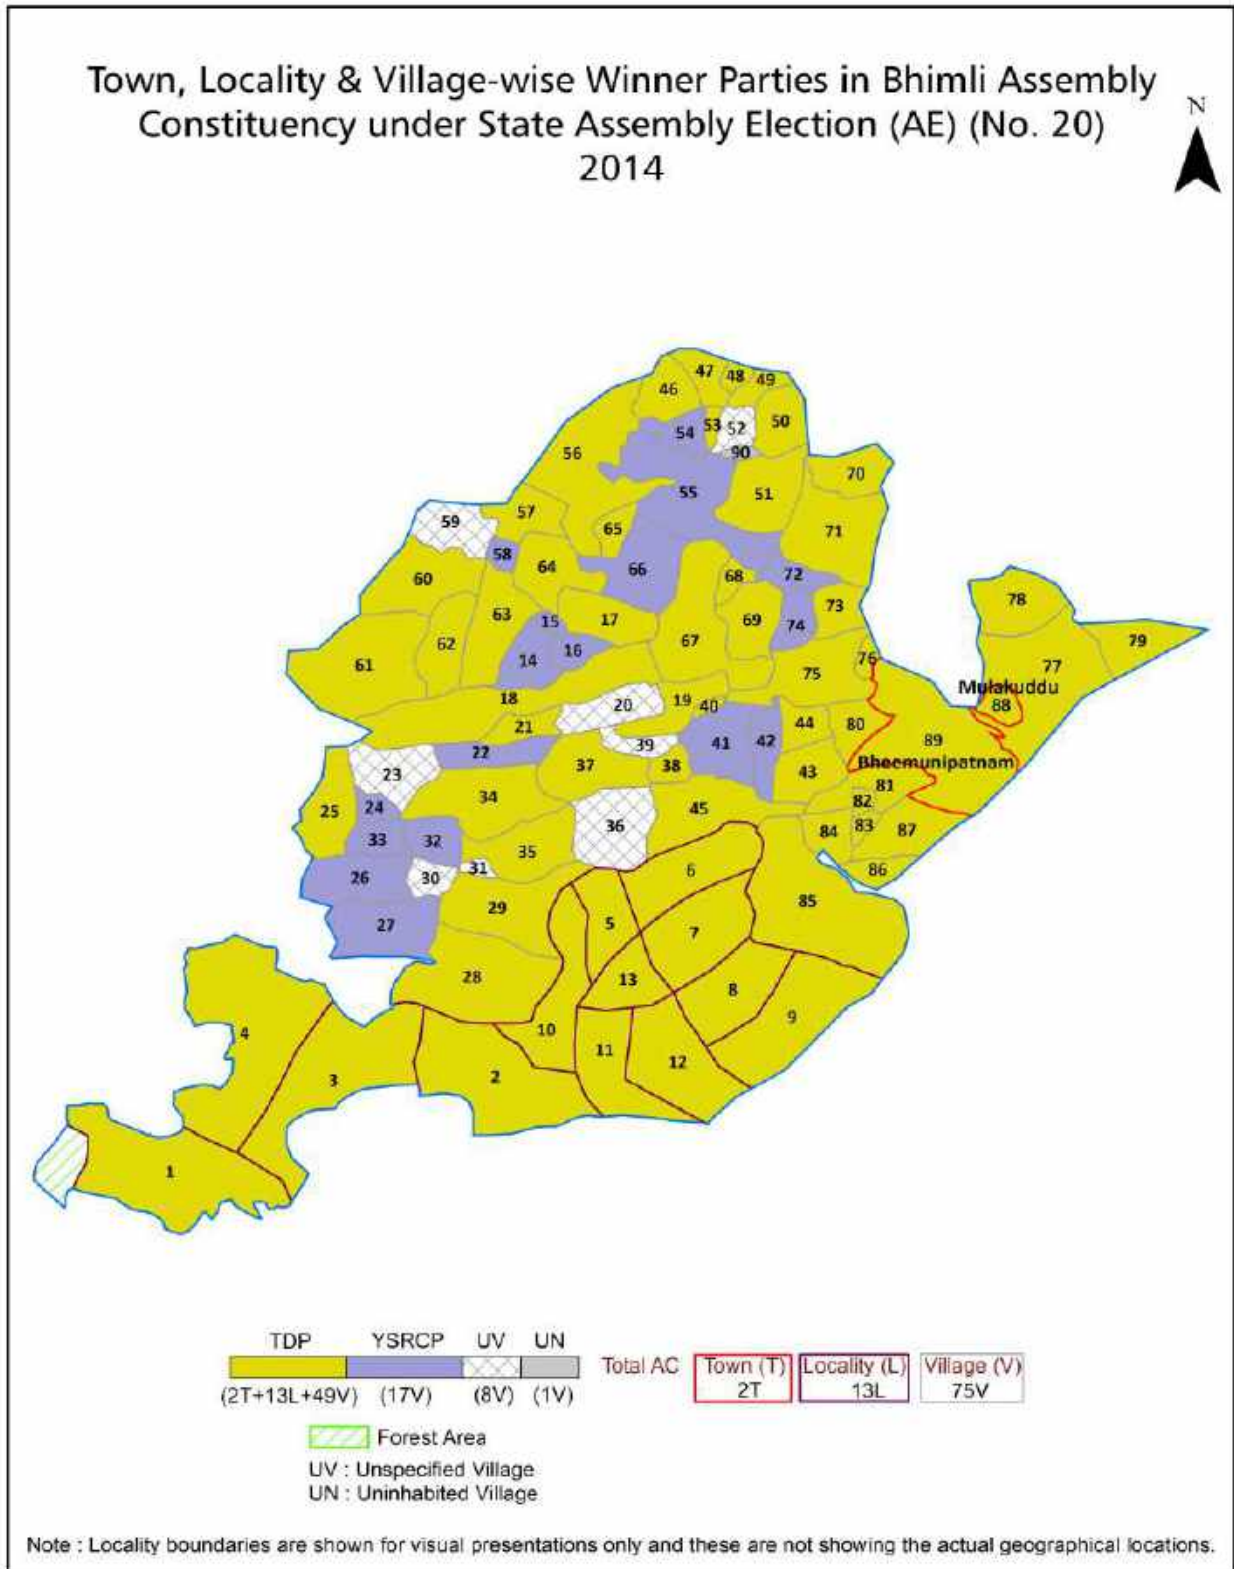 Town, Locality & Village-wise Winner Parties in Bhimli Assembly
Constituency under State Assembly Election (AE) (No. 20)
2014
N
47 48 49
46
53 52 50
54
90
56
70
55 51
57
59
65 71
58
64 66 68 72
60
63 15 17 69 74 73
78
62
16
61 14 67 79
76 77
75
Mulakuddu
18 19 40
20 88
21 44 80
39 41 42 89
22
37 38 43 Bheemunipatnam
23
81
34 82
25 24 45
36 84 83 87
33 32 35
31 86
26 30 6
29 85
27 5 7
28 13
8
4 10 9
11
3 2 12
1
TDP YSRCP UV UN
Total AC Town (T) Locality (L) Village (V)
2T 13L 75V
(2T+13L+49V) (17V) (8V) (1V)
Forest Area
UV : Unspecified Village
UN : Uninhabited Village
Note : Locality boundaries are shown for visual presentations only and these are not showing the actual geographical locations.